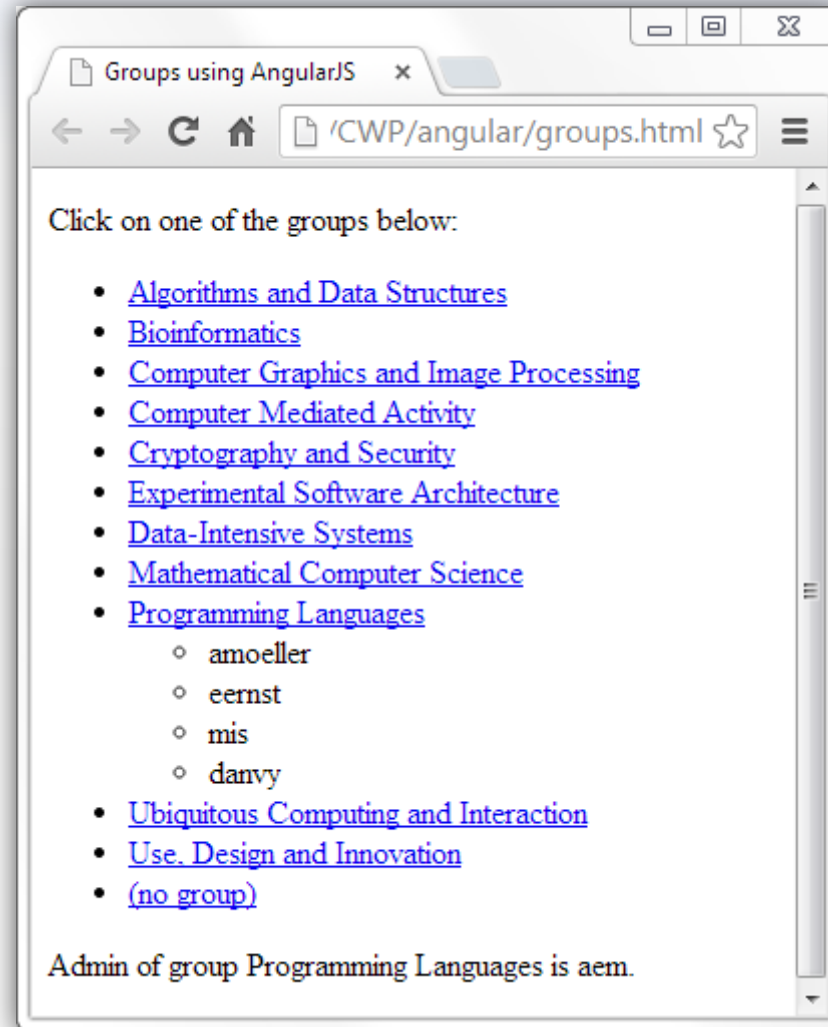 Groups using AngularJS
/CWP/angular/groups.html
Click on one of the groups below:
Algorithms and Data Structures
Bioinformatics
Computer Graphics and Image Processing
Computer Mediated Activity
Cryptography and Security
Experimental Software Architecture
Data-Intensive Systems
Mathematical Computer Science
Programming Languages
amoeller
eernst
mis
danvy
Ubiquitous Computing and Interaction
Use, Design and Innovation
(no group)
Admin of group Programming Languages is aem.